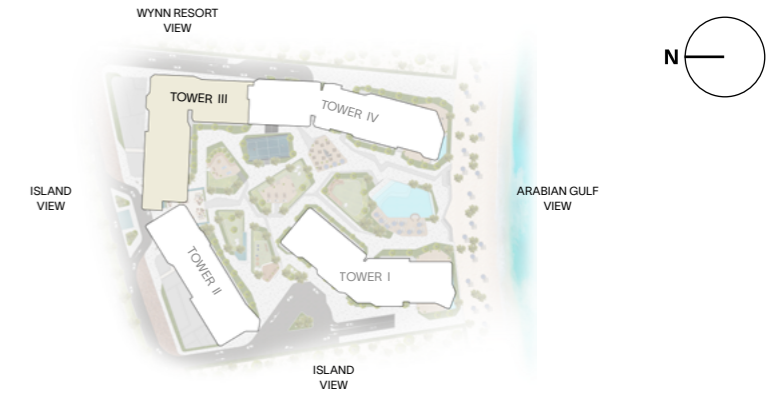 WYNN RESORT
VIEW
N
TOWER III
TOWER IV
ISLAND
VIEW
ARABIAN GULF
VIEW
TOWER II
TOWER I
ISLAND
VIEW